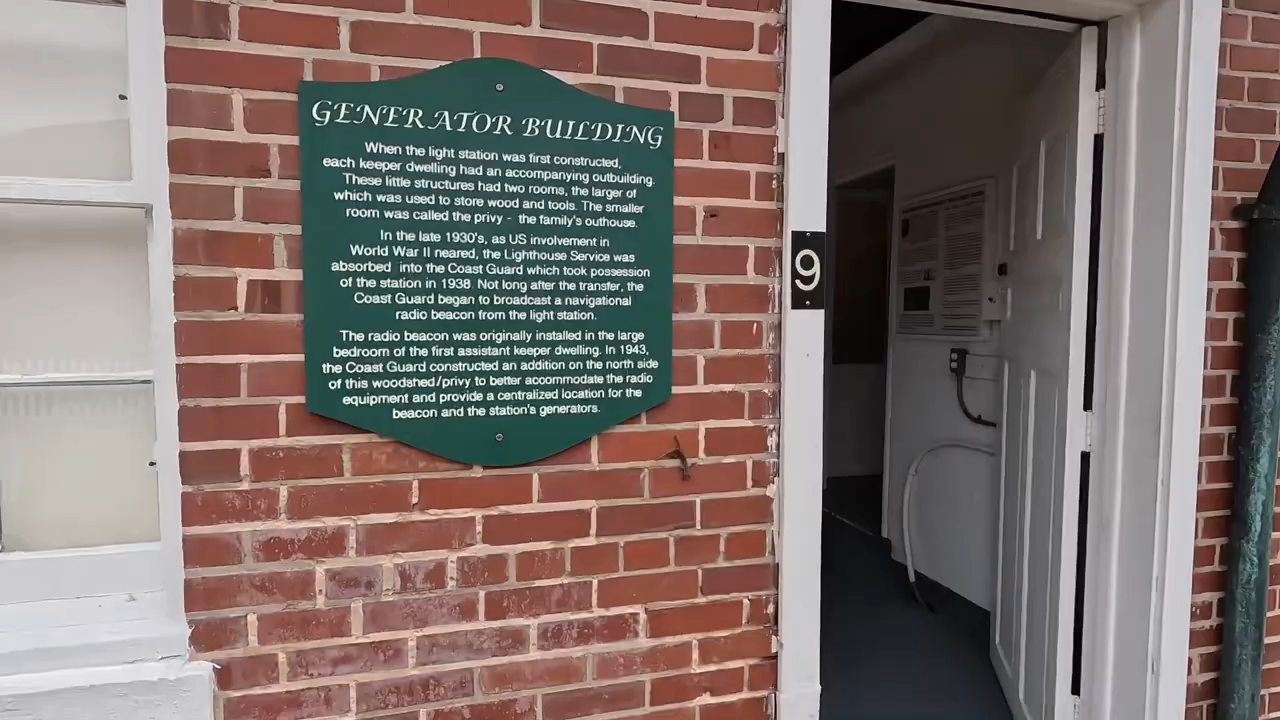 GENERATOR BUILDING
When the light station was first constructed,
each keeper dwelling had an accompanying outbuilding.
These little structures had two rooms, the larger of
which was used to store wood and tools. The smaller
room was called the privy - the family's outhouse.
In the late 1930's, as US involvement in
World War II neared, the Lighthouse Service was
absorbed into the Coast Guard which took possession
of the station in 1938. Not long after the transfer, the
Coast Guard began to broadcast a navigational
radio beacon from the light station.
The radio beacon was originally installed in the large
bedroom of the first assistant keeper dwelling. In 1943,
the Coast Guard constructed an addition on the north side
of this woodshed/privy to better accommodate the radio
equipment and provide a centralized location for the
beacon and the station's generators.
9